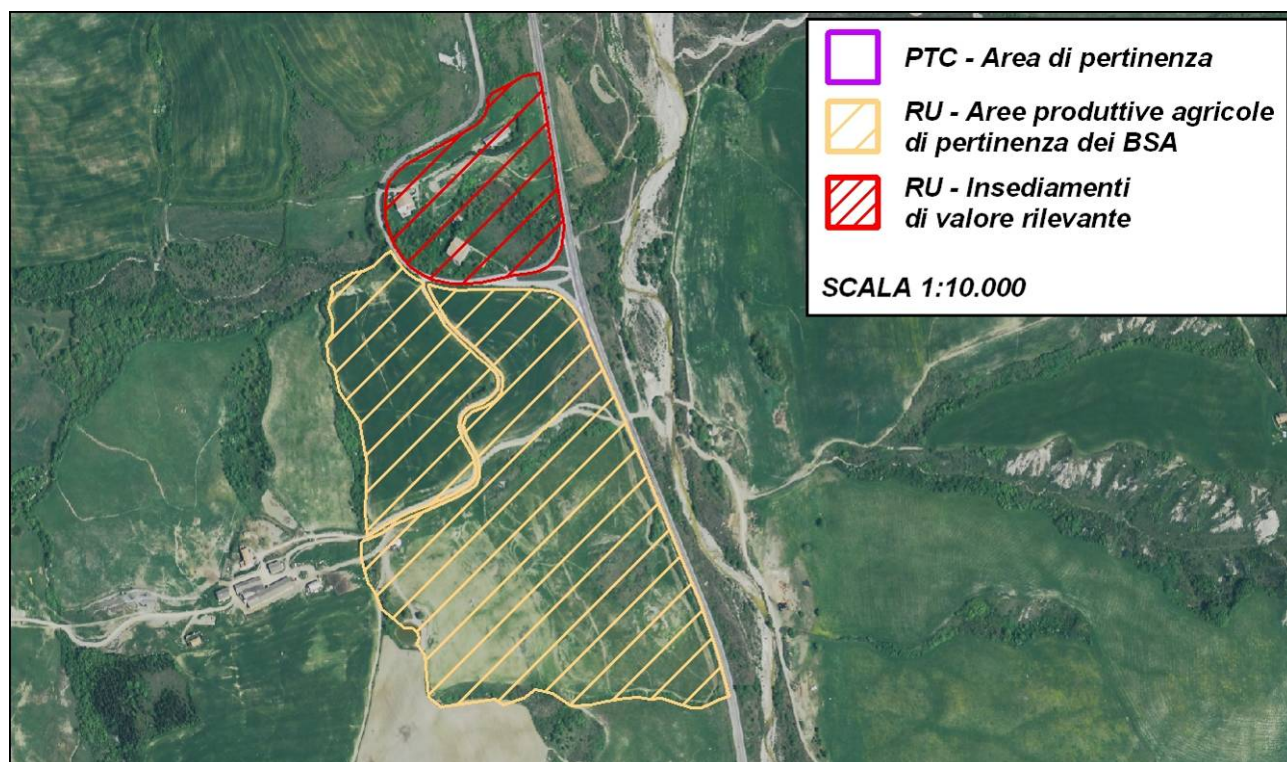 PTC - Area di pertinenza
RU - Aree produttive agricole
di pertinenza dei BSA
RU - Insediamenti
di valore rilevante
SCALA 1:10.000